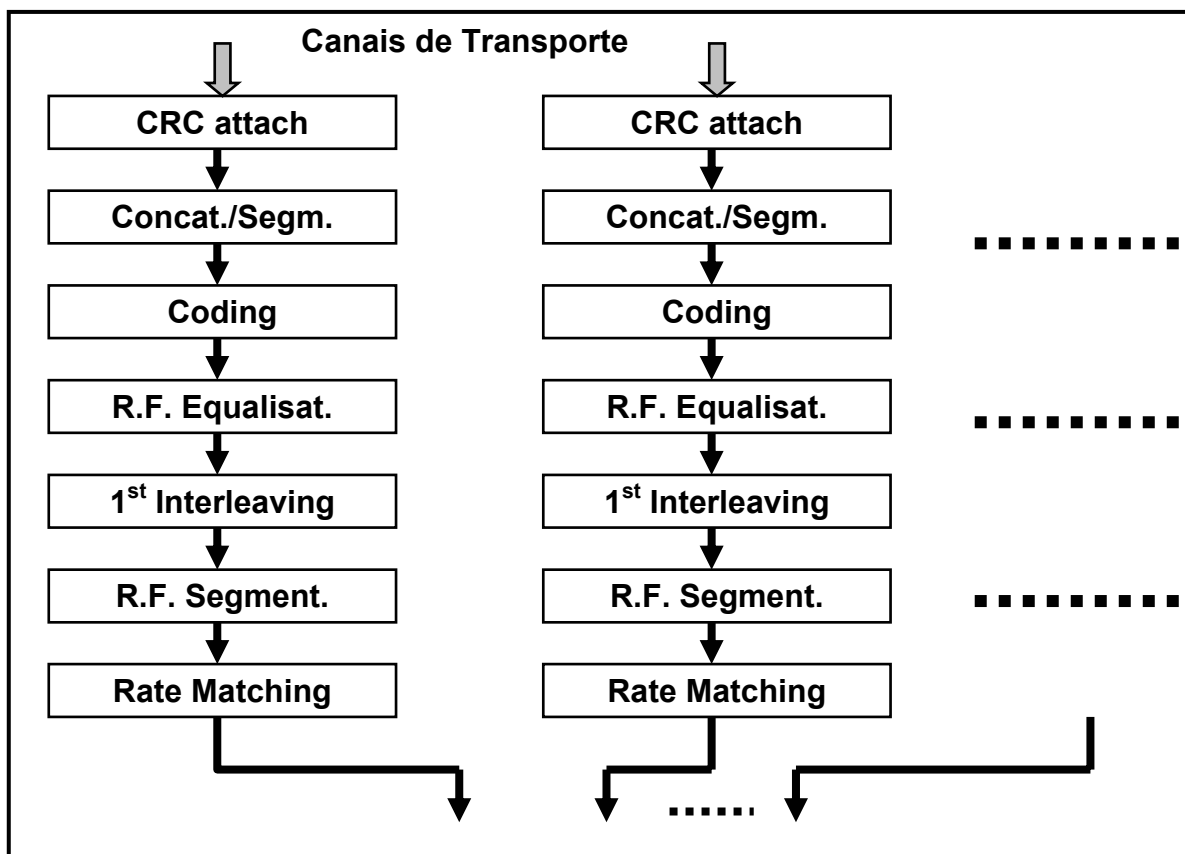 Canais de Transporte
CRC attach
CRC attach
Concat./Segm.
Concat./Segm.
Coding
Coding
R.F. Equalisat.
R.F. Equalisat.
1st Interleaving
1st Interleaving
R.F. Segment.
R.F. Segment.
Rate Matching
Rate Matching